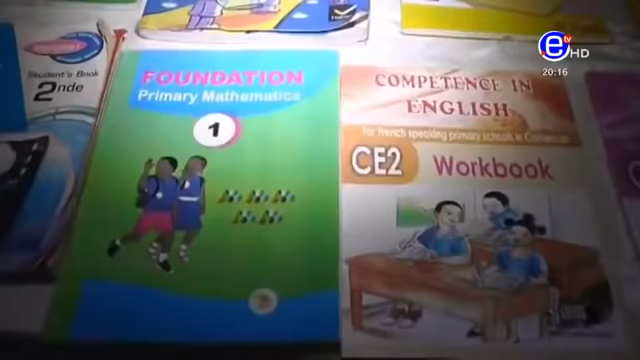 Student's Book
2nde
FOUNDATION
Primary Mathematics
1
COMPETENCE IN
ENGLISH
For French speaking primary schools in Cameroon
CE2
Workbook
e tv HD
20:16